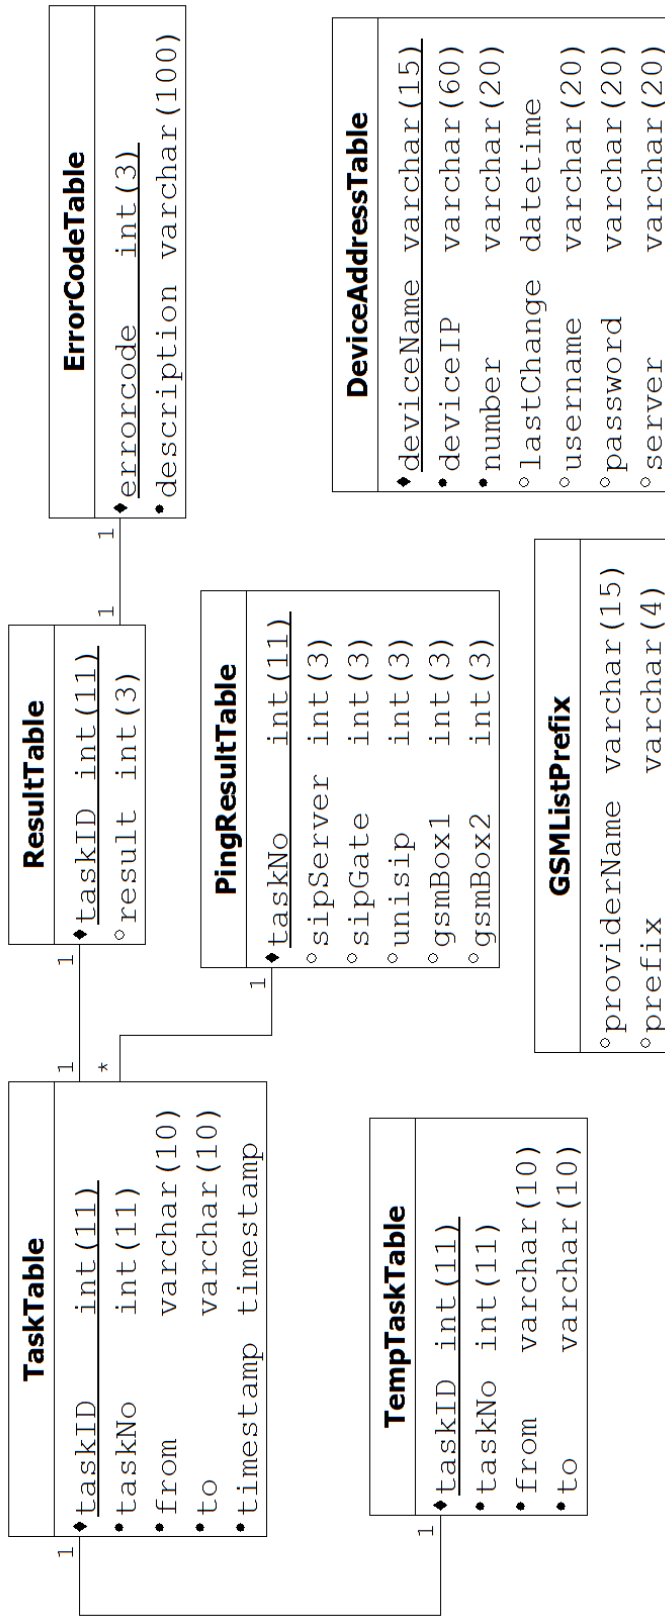 TaskTable
taskID int(11)
taskNo int(11)
from varchar(10)
to varchar(10)
timestamp timestamp
1
1
*
1
ResultTable
taskID int(11)
result int(3)
1
1
ErrorCodeTable
errorcode int(3)
description varchar(100)
1
PingResultTable
taskNo int(11)
sipServer int(3)
sipGate int(3)
unisip int(3)
gsmBox1 int(3)
gsmBox2 int(3)
1
TempTaskTable
taskID int(11)
taskNo int(11)
from varchar(10)
to varchar(10)
GSMListPrefix
providerName varchar(15)
prefix varchar(4)
DeviceAddressTable
deviceName varchar(15)
deviceIP varchar(60)
number varchar(20)
lastChange datetime
username varchar(20)
password varchar(20)
server varchar(20)